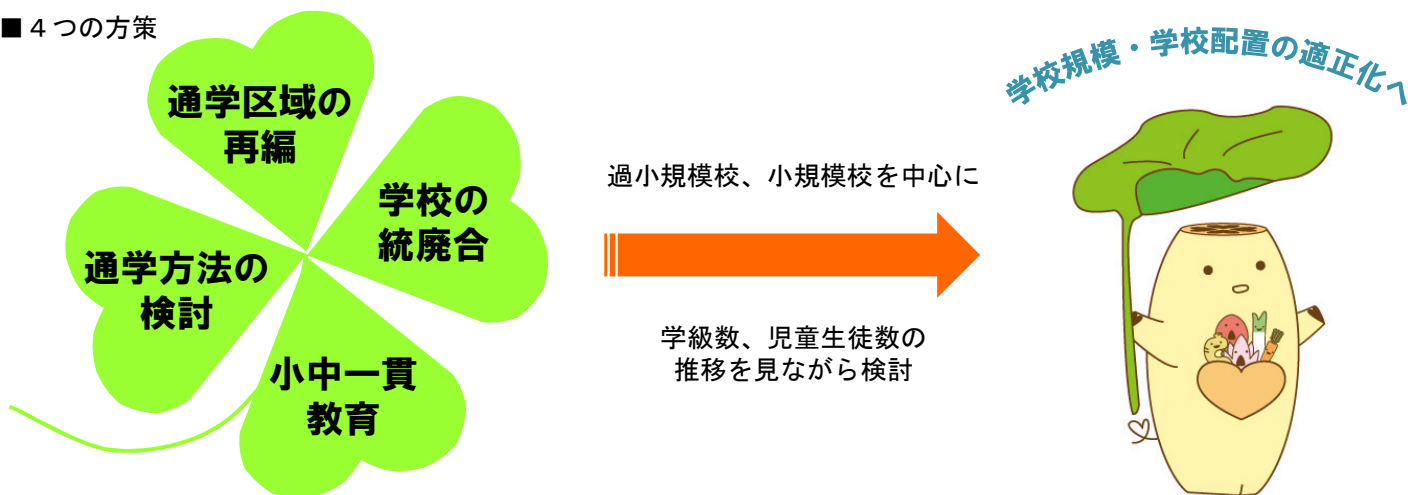 ■４つの方策
通学区域の
再編
学校の
統廃合
通学方法の
検討
小中一貫
教育
過小規模校、小規模校を中心に
学級数、児童生徒数の
推移を見ながら検討
学校規模・学校配置の適正化へ